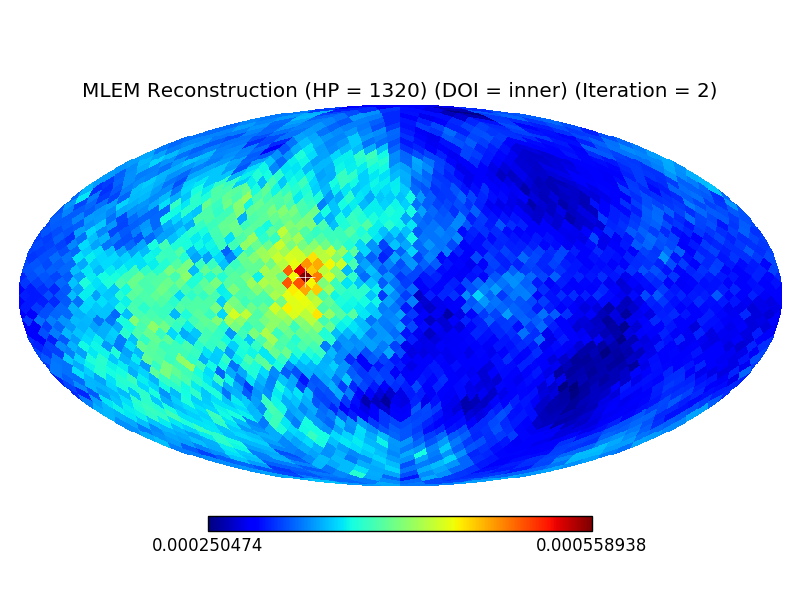 MLEM Reconstruction (HP = 1320) (DOI = inner) (Iteration = 2)
0.000250474 0.000558938